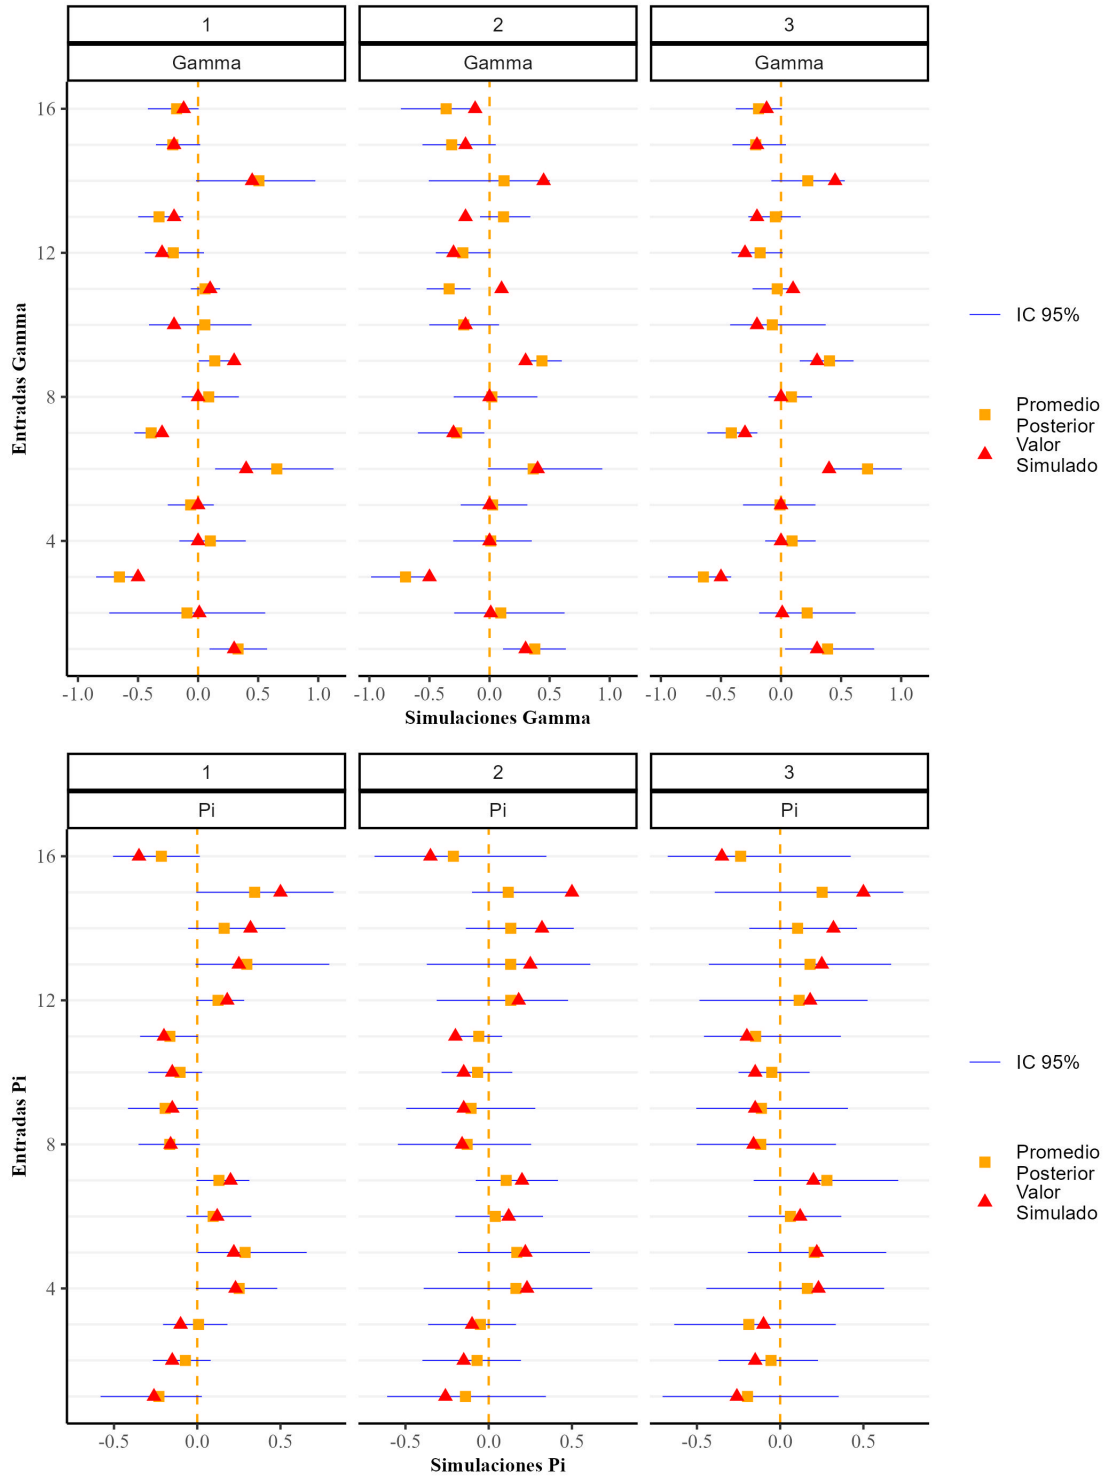 1
2
3
Gamma
Gamma
Gamma
16
12
8
4
Entradas Gamma
-1.0 -0.5 0.0 0.5 1.0
-1.0 -0.5 0.0 0.5 1.0
-1.0 -0.5 0.0 0.5 1.0
Simulaciones Gamma
IC 95%
Promedio
Posterior
Valor
Simulado
1
2
3
Pi
Pi
Pi
16
12
8
4
Entradas Pi
-0.5 0.0 0.5
-0.5 0.0 0.5
-0.5 0.0 0.5
Simulaciones Pi
IC 95%
Promedio
Posterior
Valor
Simulado